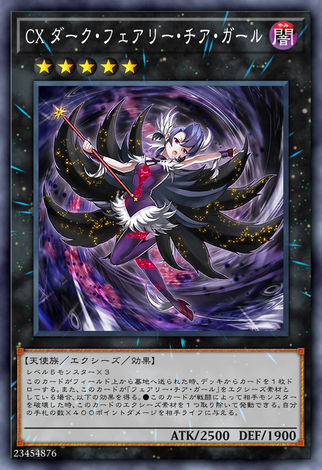 CX ダーク・フェアリー・チア・ガール
闇
やみ
【天使族/エクシーズ/効果】
レベル5モンスター×3
このカードがフィールド上から墓地へ送られた時、デッキからカードを1枚ド
ローする。また、このカードが「フェアリー・チア・ガール」をエクシーズ素材と
している場合、以下の効果を得る。●このカードが戦闘によって相手モンスター
を破壊した時、このカードのエクシーズ素材を1つ取り除いて発動できる。自分
の手札の数×400ポイントダメージを相手ライフに与える。
ATK/2500 DEF/1900
23454876